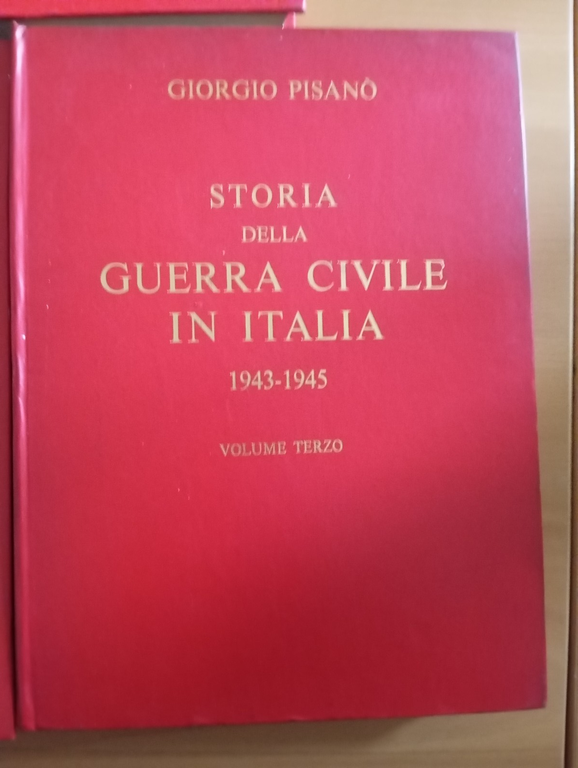 GIORGIO PISANÒ
STORIA
DELLA
GUERRA CIVILE
IN ITALIA
1943-1945
VOLUME TERZO